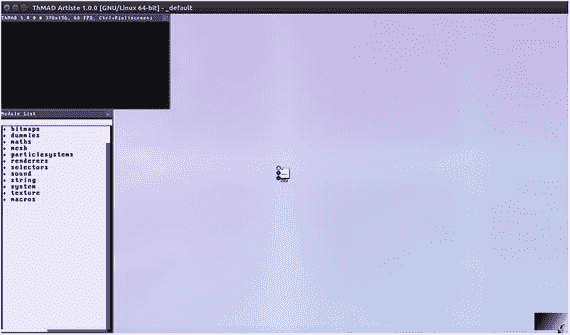 ThMAD Artiste 1.0.0 [GNU/Linux 64-bit] - _default
ThMAD 1.0.0 @ 378x196, 60 FPS, Ctrl+F(ullscreen)
Module List
bitmaps
dummies
maths
mesh
particlesystems
renderers
selectors
sound
string
system
texture
macros